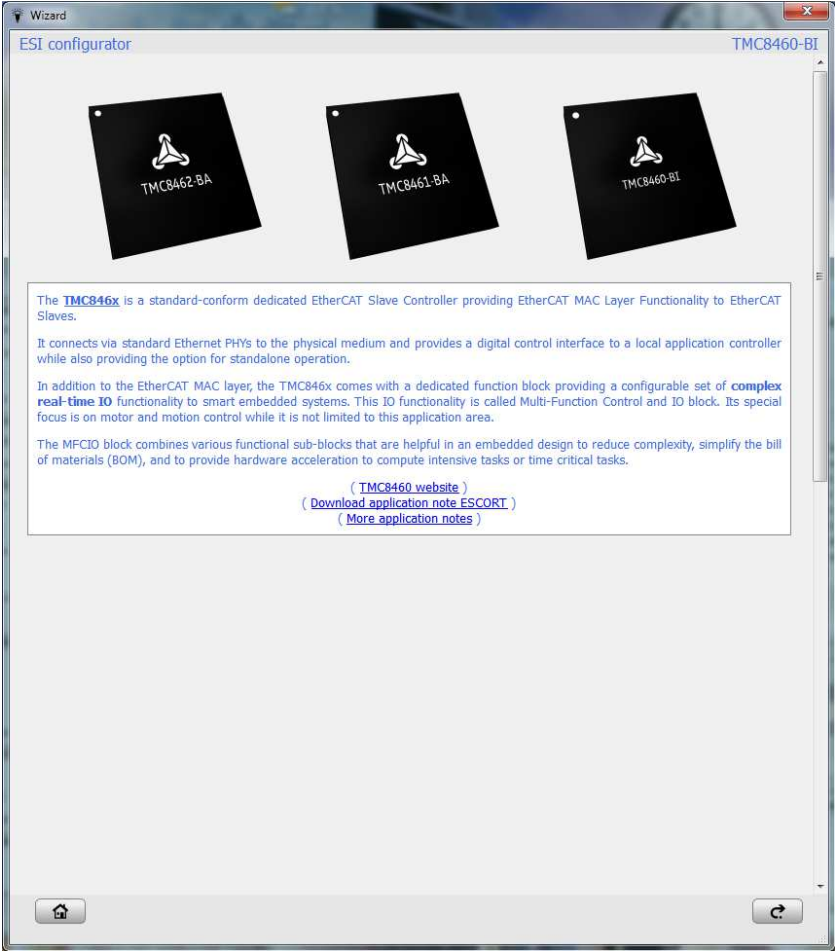 Wizard
ESI configurator
TMC8460-BI
TMC8462-BA
TMC8461-BA
TMC8460-BI
The TMC846x is a standard-conform dedicated EtherCAT Slave Controller providing EtherCAT MAC Layer Functionality to EtherCAT
Slaves.
It connects via standard Ethernet PHYs to the physical medium and provides a digital control interface to a local application controller
while also providing the option for standalone operation.
In addition to the EtherCAT MAC layer, the TMC846x comes with a dedicated function block providing a configurable set of complex
real-time IO functionality to smart embedded systems. This IO functionality is called Multi-Function Control and IO block. Its special
focus is on motor and motion control while it is not limited to this application area.
The MFCIO block combines various functional sub-blocks that are helpful in an embedded design to reduce complexity, simplify the bill
of materials (BOM), and to provide hardware acceleration to compute intensive tasks or time critical tasks.
( TMC8460 website )
( Download application note ESCORT )
( More application notes )